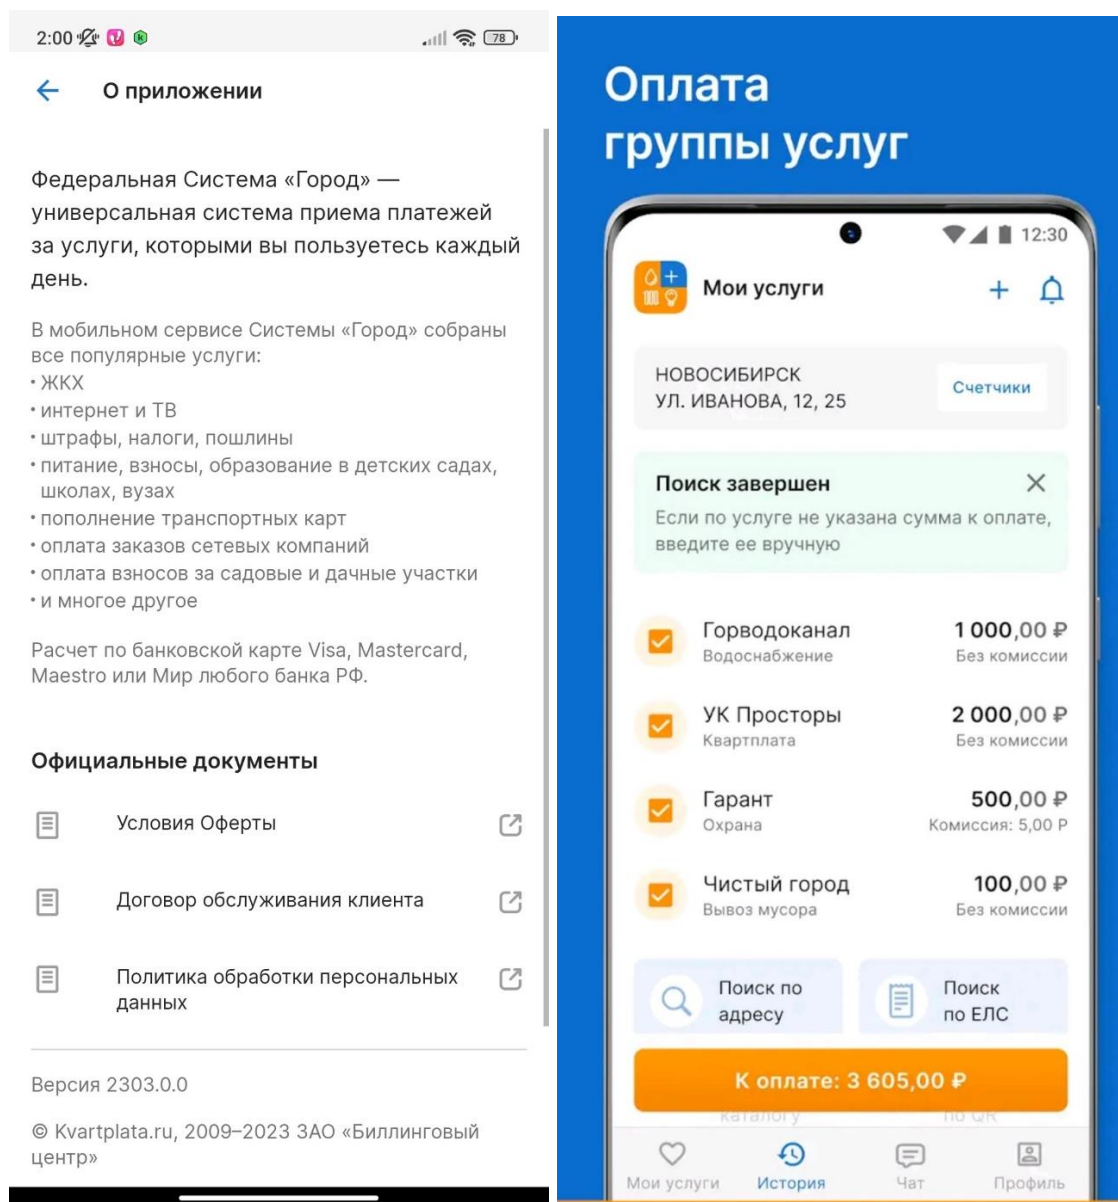 2:00
78
О приложении
Федеральная Система «Город» —
универсальная система приема платежей
за услуги, которыми вы пользуетесь каждый
день.
В мобильном сервисе Системы «Город» собраны
все популярные услуги:
• ЖКХ
• интернет и ТВ
• штрафы, налоги, пошлины
• питание, взносы, образование в детских садах,
школах, вузах
• пополнение транспортных карт
• оплата заказов сетевых компаний
• оплата взносов за садовые и дачные участки
• и многое другое
Расчет по банковской карте Visa, Mastercard,
Maestro или Мир любого банка РФ.
Официальные документы
Условия Оферты
Договор обслуживания клиента
Политика обработки персональных
данных
Версия 2303.0.0
© Kvartplata.ru, 2009–2023 ЗАО «Биллинговый
центр»
Оплата
группы услуг
12:30
Мои услуги
НОВОСИБИРСК
УЛ. ИВАНОВА, 12, 25
Счетчики
Поиск завершен
Если по услуге не указана сумма к оплате,
введите ее вручную
Горводоканал 1 000,00 ₽
Водоснабжение Без комиссии
УК Просторы 2 000,00 ₽
Квартплата Без комиссии
Гарант 500,00 ₽
Охрана Комиссия: 5,00 Р
Чистый город 100,00 ₽
Вывоз мусора Без комиссии
Поиск по
адресу
Поиск
по ЕЛС
К оплате: 3 605,00 ₽
каталогу по QR
Мои услуги История Чат Профиль